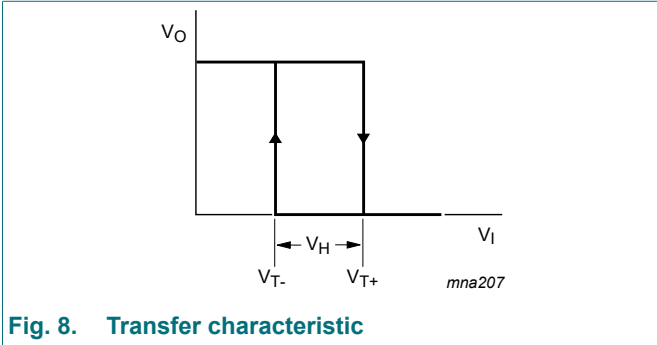 VO
VH
VI
VT- VT+
mna207
Fig. 8. Transfer characteristic